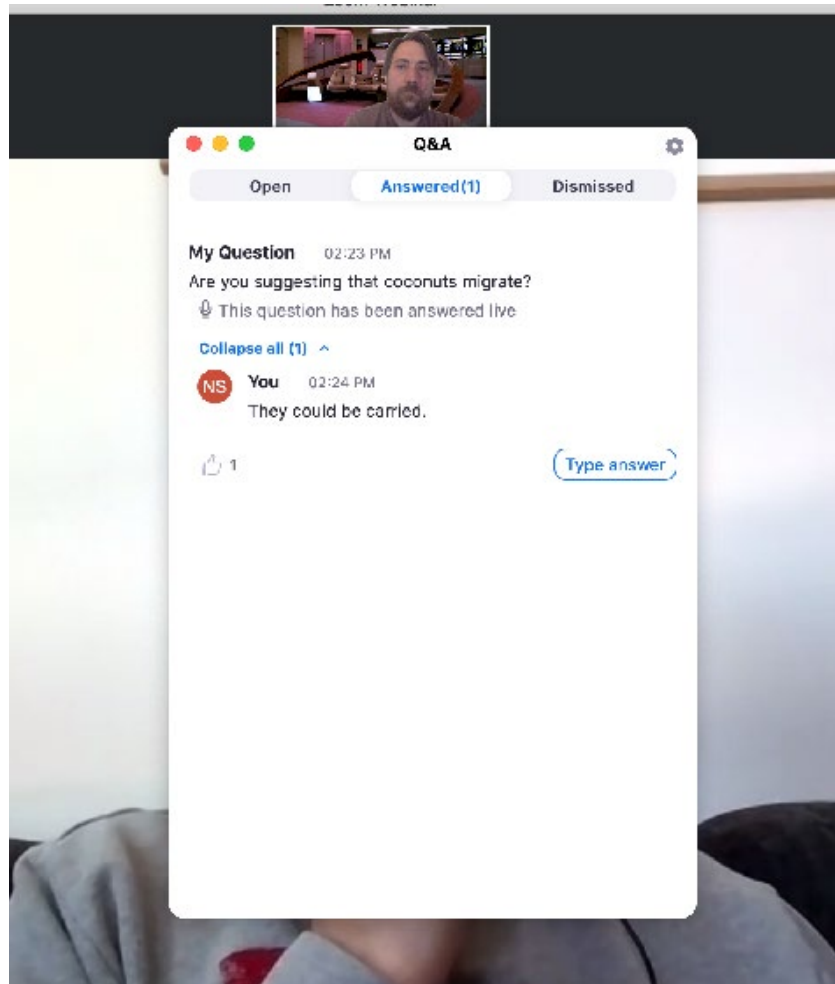 Q&A
Open Answered(1) Dismissed
My Question 02:23 PM
Are you suggesting that coconuts migrate?
This question has been answered live
Collapse all (1)
NS You 02:24 PM
They could be carried.
1 Type answer